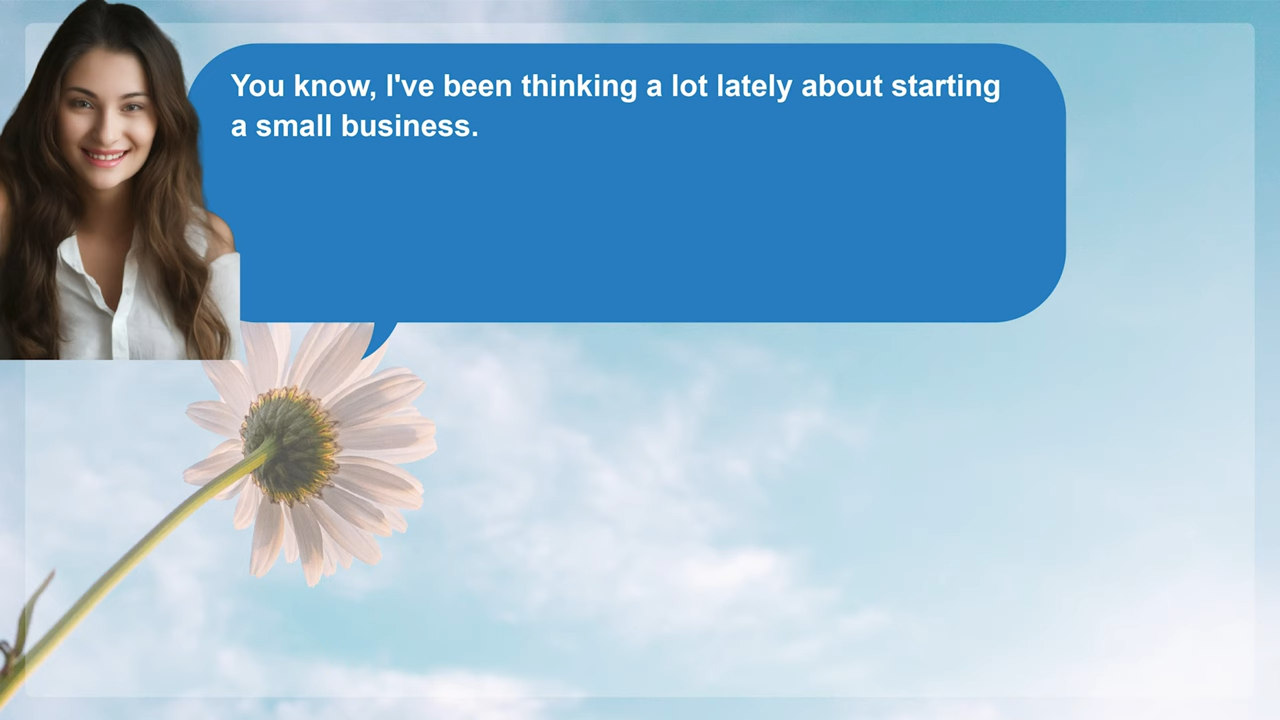 You know, I've been thinking a lot lately about starting
a small business.